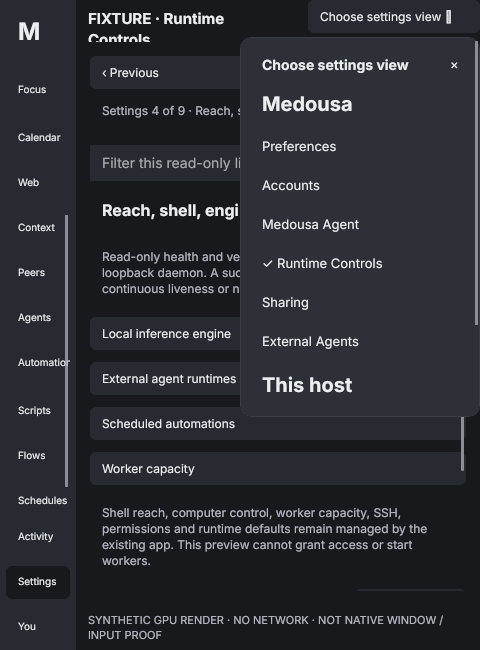 M
Focus
Calendar
Web
Context
Peers
Agents
Automation
Scripts
Flows
Schedules
Activity
Settings
You
FIXTURE · Runtime
Controls
Choose settings view
‹ Previous
Settings 4 of 9 · Reach,
Filter this read-only
Reach, shell,
Read-only health and
loopback daemon. A
continuous liveness or
Local inference engine
External agent runtimes
Scheduled automations
Worker capacity
Shell reach, computer control, worker capacity, SSH,
permissions and runtime defaults remain managed by the
existing app. This preview cannot grant access or start
workers.
Choose settings view ×
Medousa
Preferences
Accounts
Medousa Agent
✓ Runtime Controls
Sharing
External Agents
This host
SYNTHETIC GPU RENDER · NO NETWORK · NOT NATIVE WINDOW /
INPUT PROOF